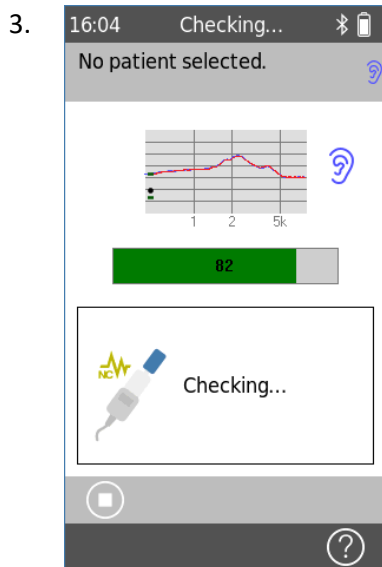 3.
16:04 Checking...
No patient selected.
1 2 5k
82
NC
Checking...
?